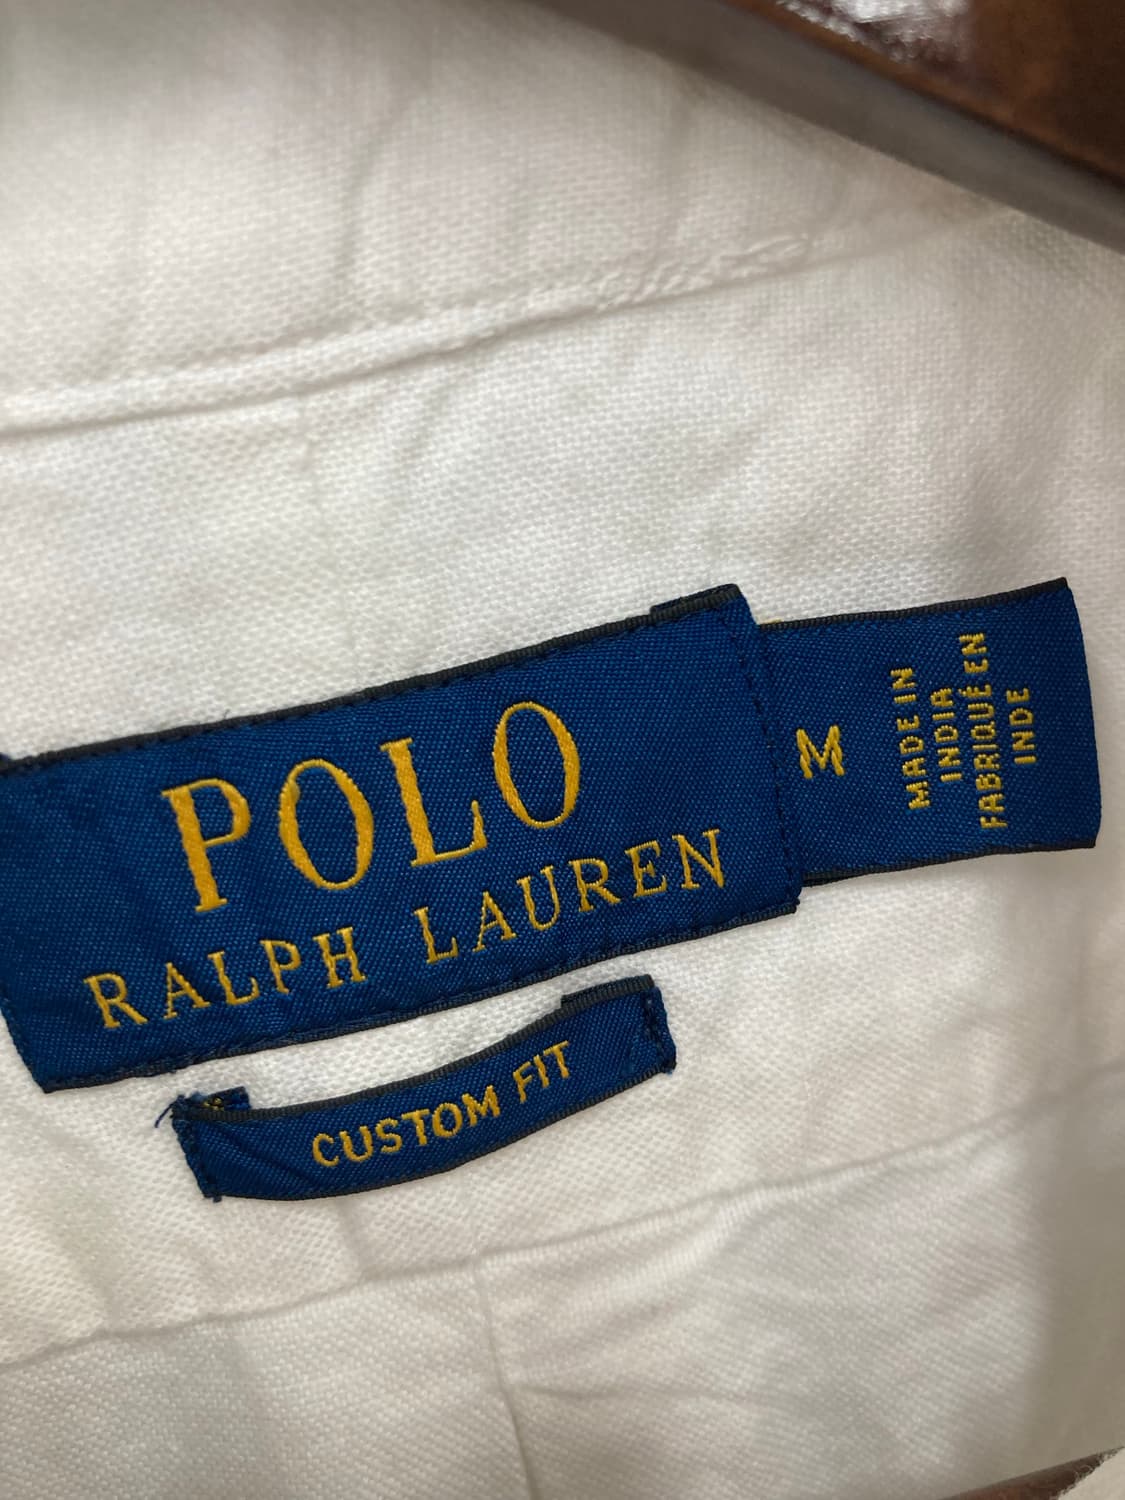 POLO
RALPH LAUREN
M
MADE IN
INDIA
FABRIQUÉ EN
INDE
CUSTOM FIT